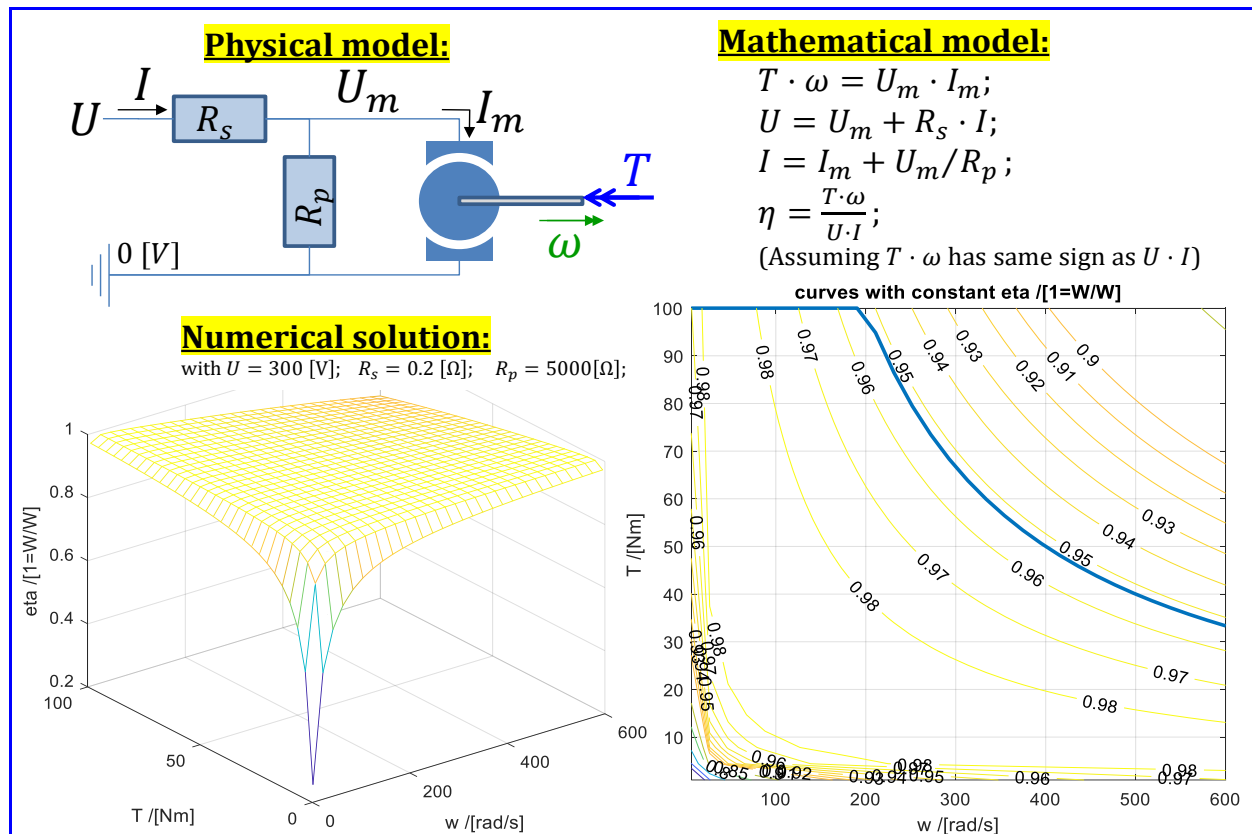 Physical model:
I
U
R_s
U_m
I_m
R_p
T
ω
0 [V]
Mathematical model:
T · ω = U_m · I_m;
U = U_m + R_s · I;
I = I_m + U_m/R_p ;
η = T·ω / U·I ;
(Assuming T · ω has same sign as U · I)
Numerical solution:
with U = 300 [V]; R_s = 0.2 [Ω]; R_p = 5000[Ω];
eta /[1=W/W]
1
0.8
0.6
0.4
0.2
100
50
0
T /[Nm]
0
200
400
600
w /[rad/s]
curves with constant eta /[1=W/W]
T /[Nm]
100
90
80
70
60
50
40
30
20
10
100
200
300
400
500
600
w /[rad/s]
0.98
0.97
0.98
0.97
0.96
0.95
0.94
0.93
0.92
0.91
0.9
0.96
0.93
0.94
0.95
0.96
0.97
0.98
0.98
0.97
0.95
0.97
0.98
0.96
0.92
0.93
0.94
0.95
0.98
0.97
0.96
0.98
0.97